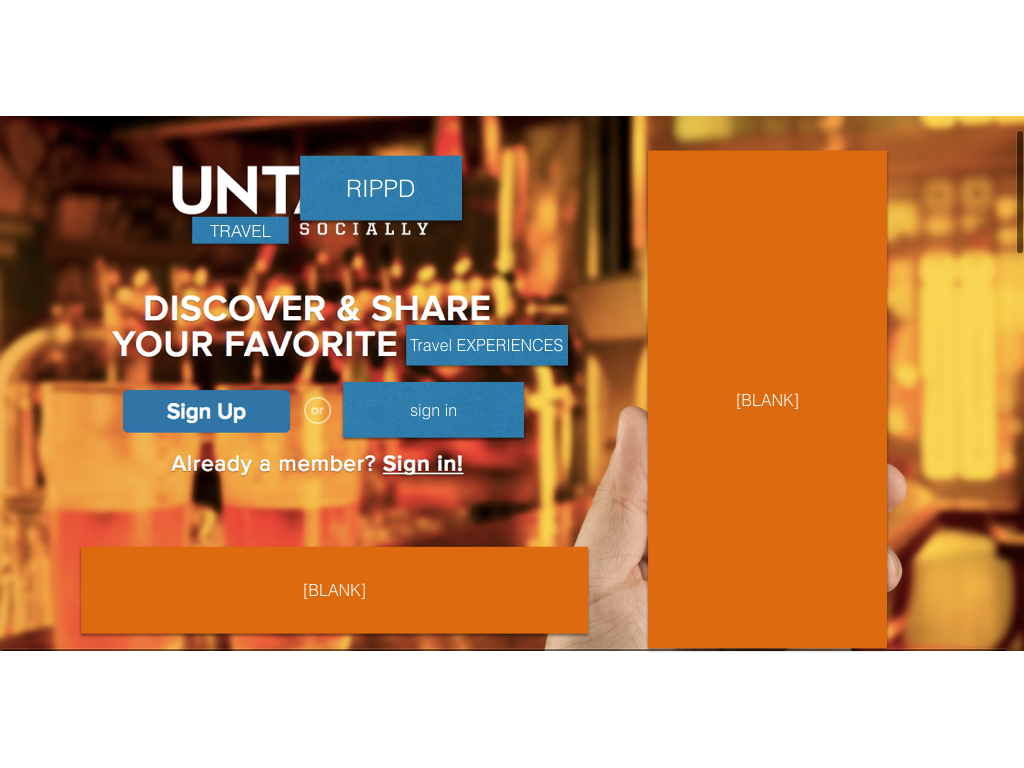 UNT RIPPD
TRAVEL SOCIALLY
DISCOVER & SHARE
YOUR FAVORITE Travel EXPERIENCES
Sign Up or sign in
Already a member? Sign in!
[BLANK]
[BLANK]